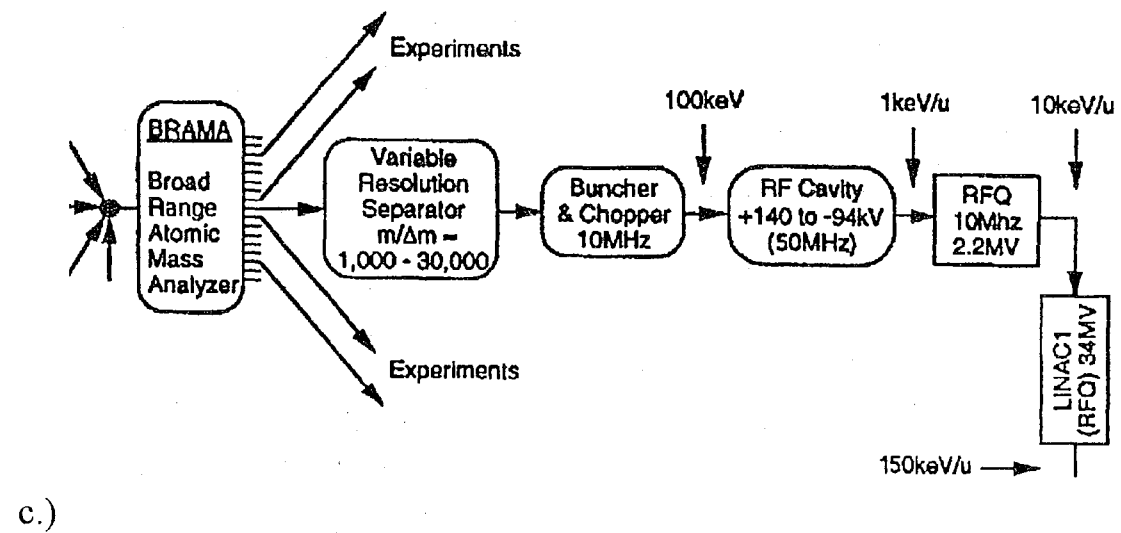 Experiments
BRAMA
Broad
Range
Atomic
Mass
Analyzer
Variable
Resolution
Separator
m/Δm ≈
1,000 - 30,000
Buncher
& Chopper
10MHz
100keV
RF Cavity
+140 to -94kV
(50MHz)
1keV/u
RFQ
10Mhz
2.2MV
10keV/u
LINAC1
(RFQ) 34MV
Experiments
150keV/u
c.)